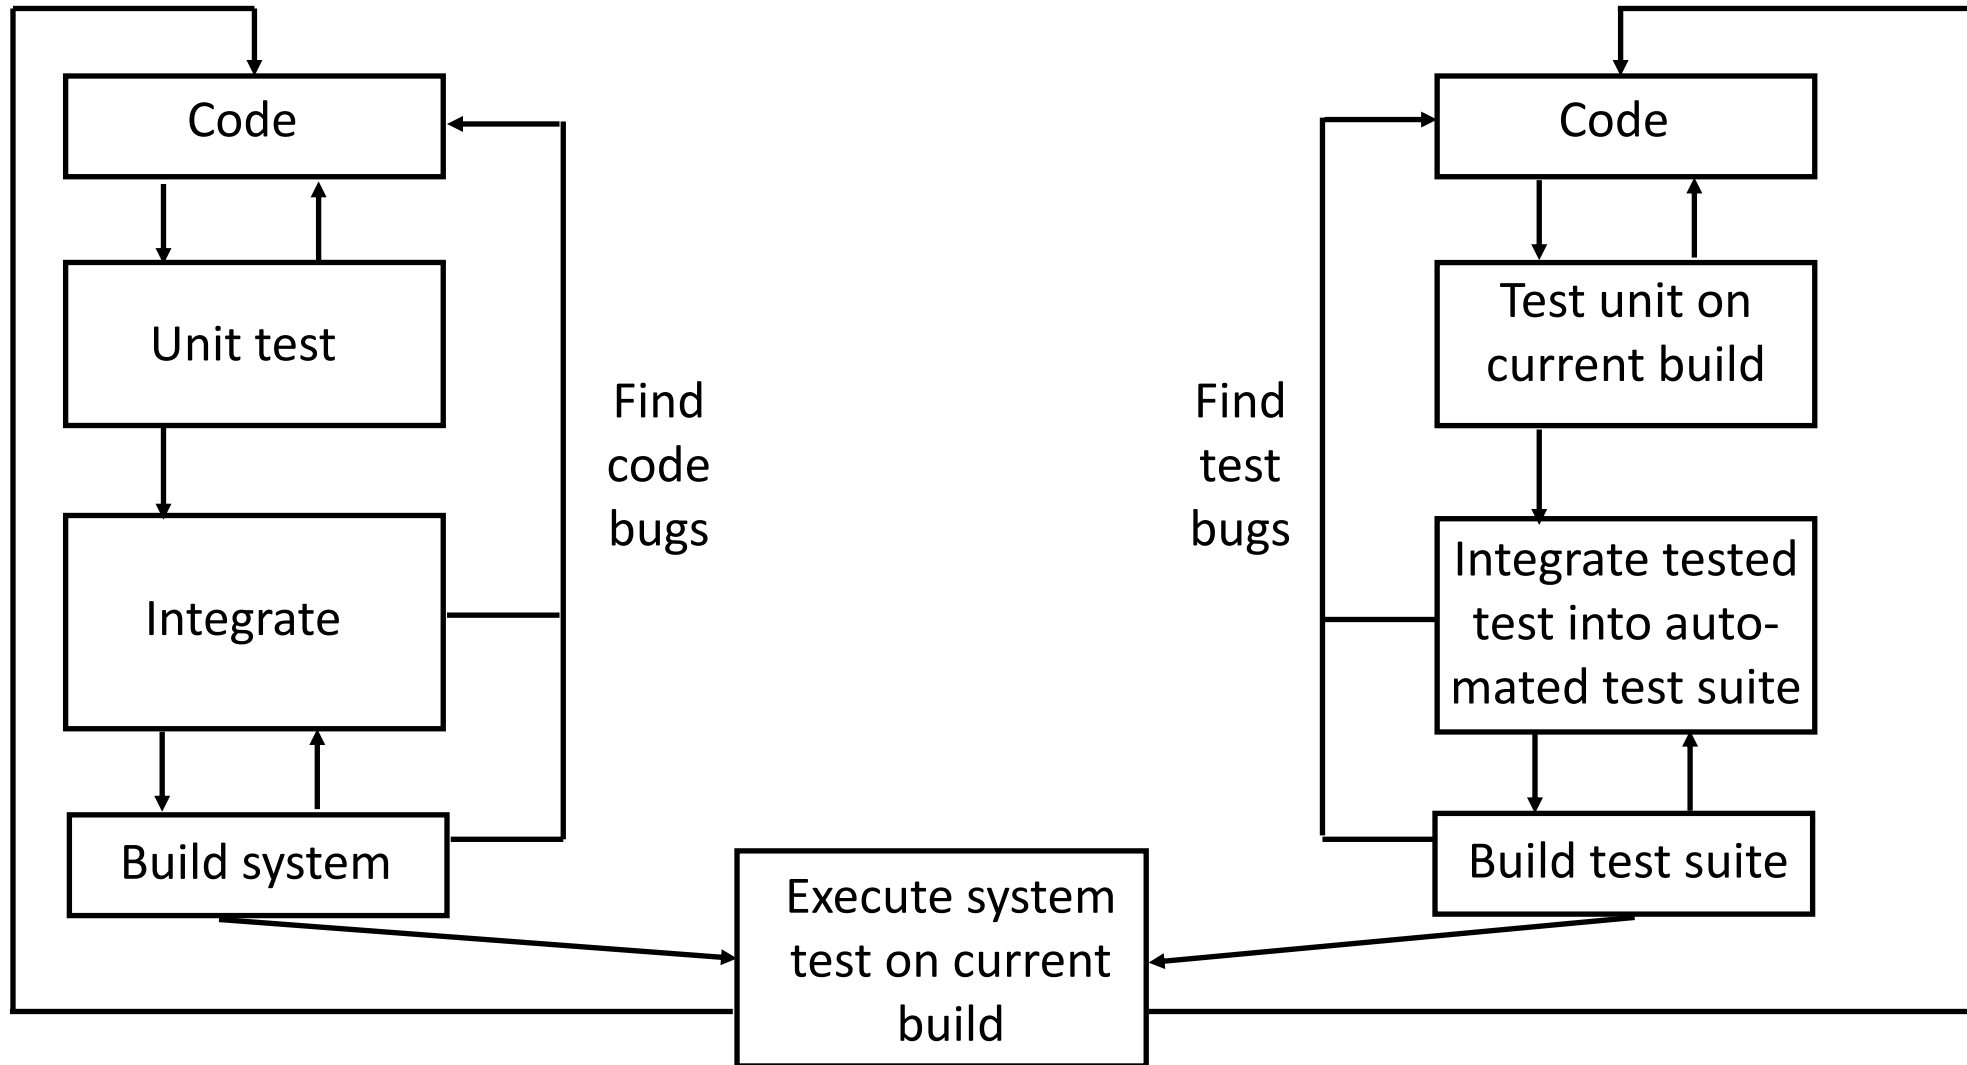 Code
Unit test
Integrate
Build system
Find
code
bugs
Execute system
test on current
build
Find
test
bugs
Code
Test unit on
current build
Integrate tested
test into auto-
mated test suite
Build test suite